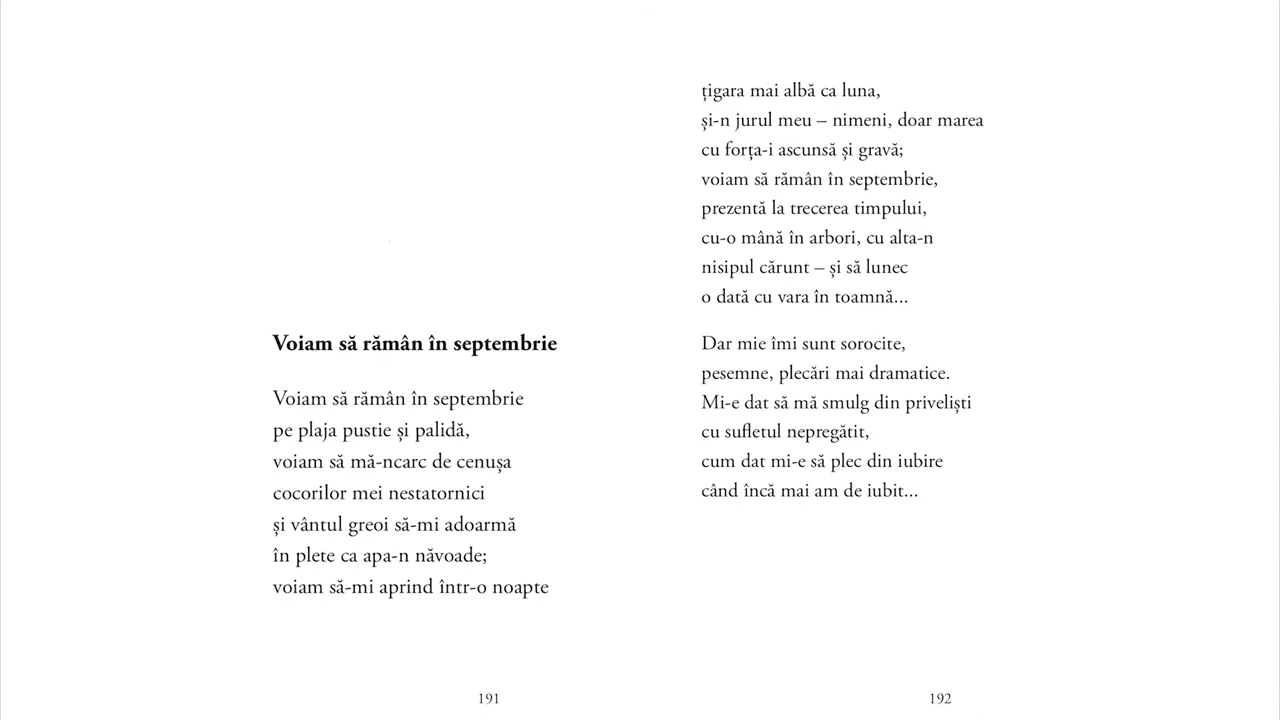 Voiam să rămân în septembrie
Voiam să rămân în septembrie
pe plaja pustie și palidă,
voiam să mă-ncarc de cenușa
cocorilor mei nestatornici
și vântul greoi să-mi adoarmă
în plete ca apa-n năvoade;
voiam să-mi aprind într-o noapte
191
țigara mai albă ca luna,
și-n jurul meu – nimeni, doar marea
cu forța-i ascunsă și gravă;
voiam să rămân în septembrie,
prezentă la trecerea timpului,
cu-o mână în arbori, cu alta-n
nisipul cărunt – și să lunec
o dată cu vara în toamnă...
Dar mie îmi sunt sorocite,
pesemne, plecări mai dramatice.
Mi-e dat să mă smulg din priveliști
cu sufletul nepregătit,
cum dat mi-e să plec din iubire
când încă mai am de iubit...
192